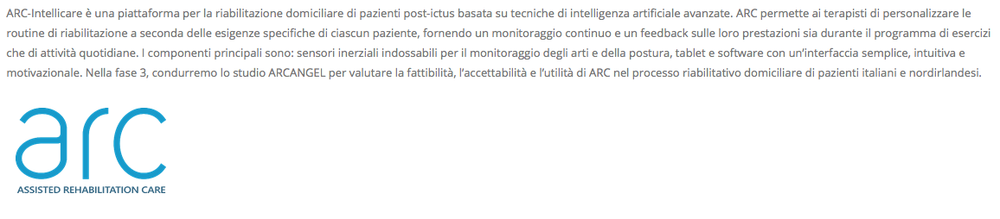 ARC-Intellicare è una piattaforma per la riabilitazione domiciliare di pazienti post-ictus basata su tecniche di intelligenza artificiale avanzate. ARC permette ai terapisti di personalizzare le
routine di riabilitazione a seconda delle esigenze specifiche di ciascun paziente, fornendo un monitoraggio continuo e un feedback sulle loro prestazioni sia durante il programma di esercizi
che di attività quotidiane. I componenti principali sono: sensori inerziali indossabili per il monitoraggio degli arti e della postura, tablet e software con un’interfaccia semplice, intuitiva e
motivazionale. Nella fase 3, condurremo lo studio ARCANGEL per valutare la fattibilità, l’accettabilità e l’utilità di ARC nel processo riabilitativo domiciliare di pazienti italiani e nordirlandesi.
arc
ASSISTED REHABILITATION CARE